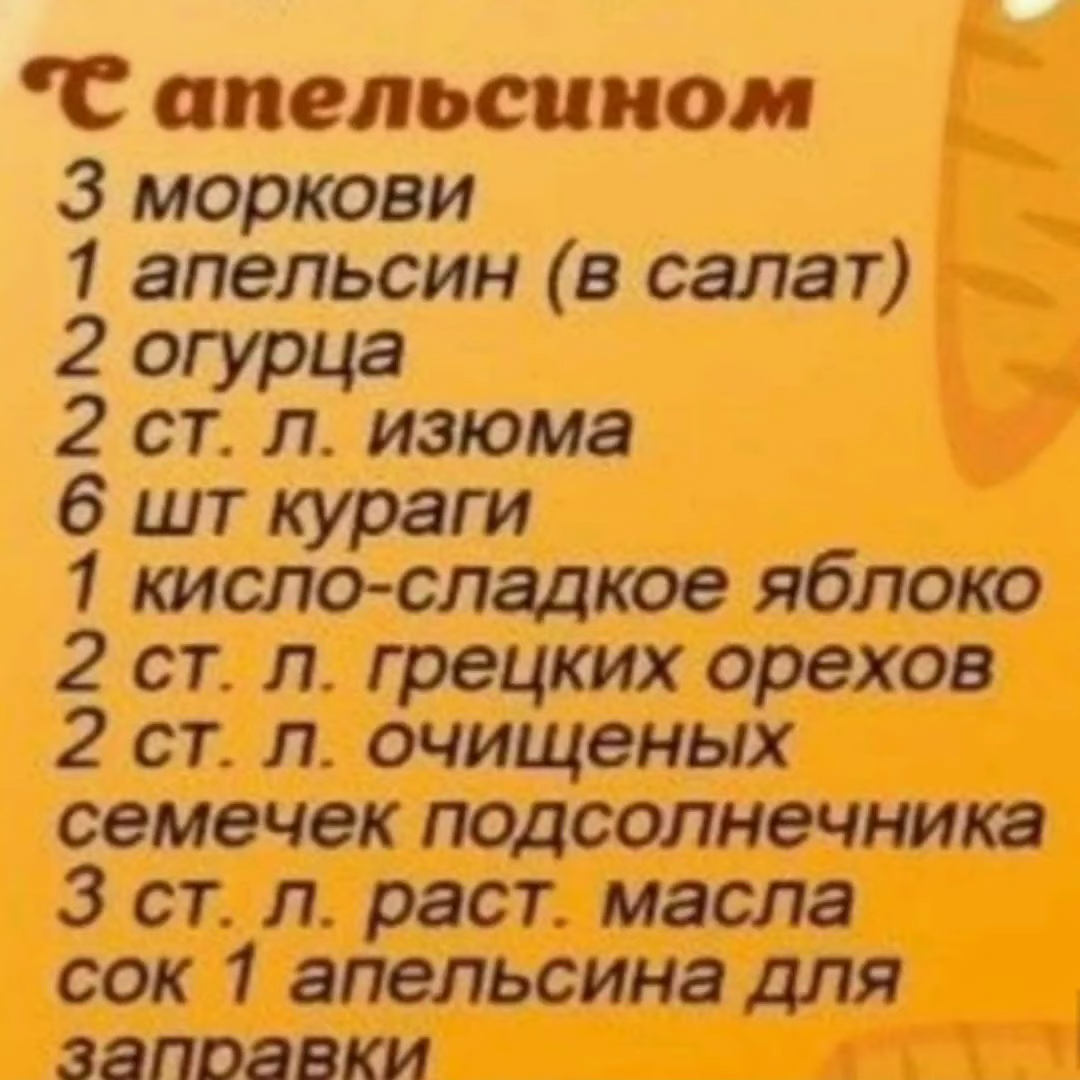 С апельсином
3 моркови
1 апельсин (в салат)
2 огурца
2 ст. л. изюма
6 шт кураги
1 кисло-сладкое яблоко
2 ст. л. грецких орехов
2 ст. л. очищеных
семечек подсолнечника
3 ст. л. раст. масла
сок 1 апельсина для
заправки